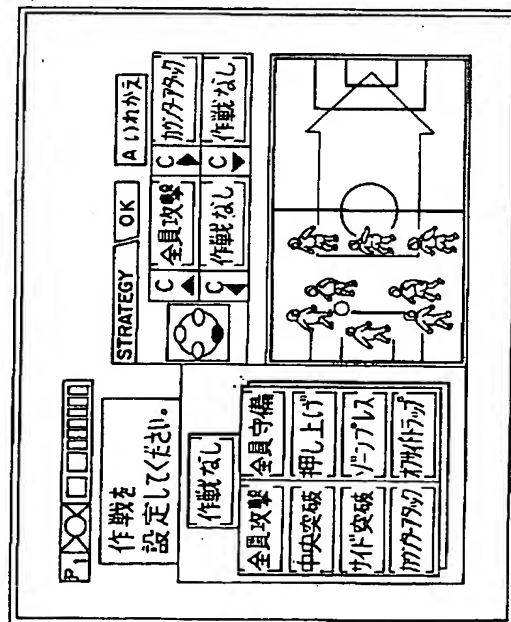 P1
作戦を
設定してください。
作戦なし
全員攻撃 全員守備
中央突破 押し上げ
サイド突破 ゾーンプレス
カウンターアタック オフサイドトラップ
STRATEGY OK A いれかえ
C 全員攻撃 C カウンターアタック
C 作戦なし C 作戦なし